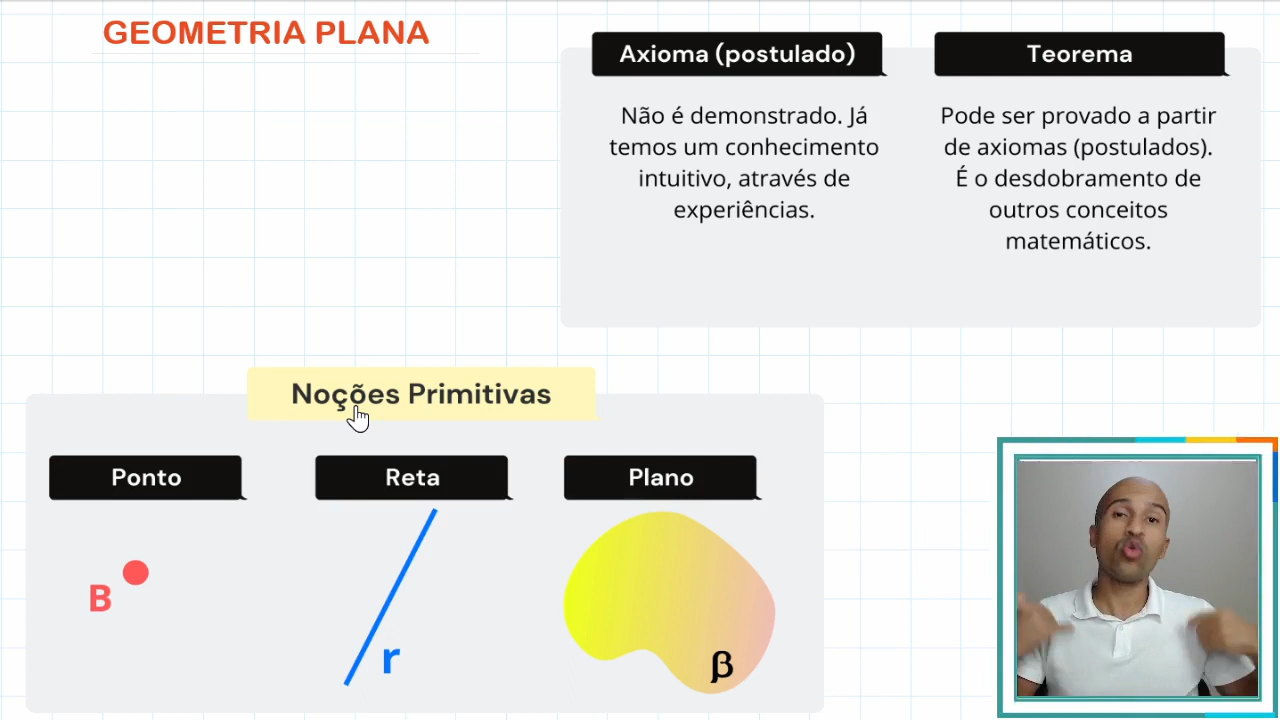 GEOMETRIA PLANA
Axioma (postulado)
Não é demonstrado. Já
temos um conhecimento
intuitivo, através de
experiências.
Teorema
Pode ser provado a partir
de axiomas (postulados).
É o desdobramento de
outros conceitos
matemáticos.
Noções Primitivas
Ponto
B
Reta
r
Plano
β